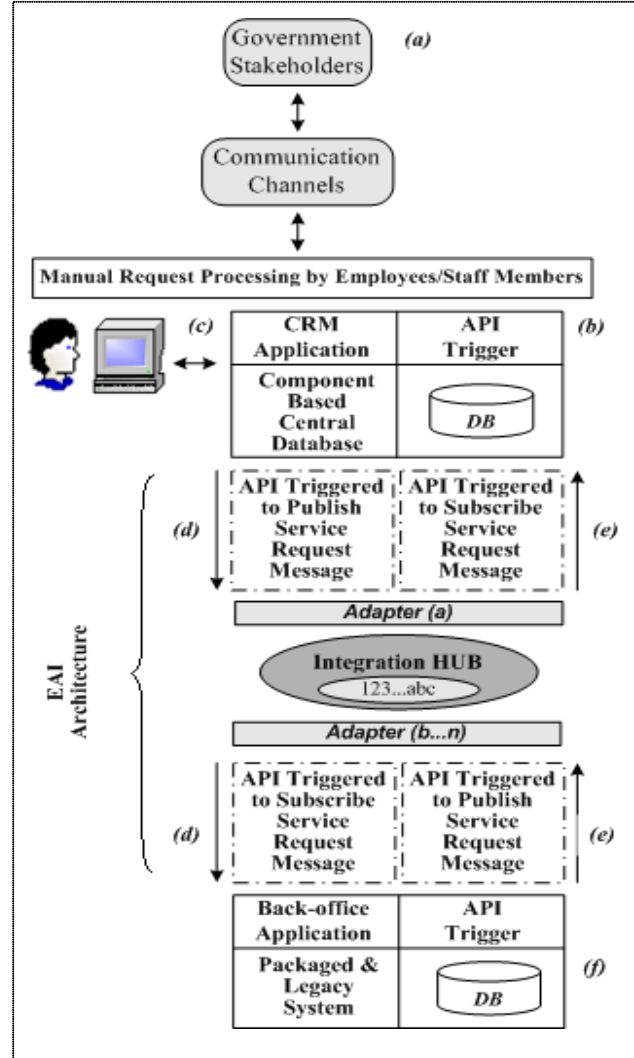 Government
Stakeholders
(a)
Communication
Channels
Manual Request Processing by Employees/Staff Members
(c)
CRM
Application
API
Trigger
(b)
Component
Based
Central
Database
DB
EAI
Architecture
(d)
API Triggered
to Publish
Service
Request
Message
API Triggered
to Subscribe
Service
Request
Message
(e)
Adapter (a)
Integration HUB
123...abc
Adapter (b...n)
(d)
API Triggered
to Subscribe
Service
Request
Message
API Triggered
to Publish
Service
Request
Message
(e)
Back-office
Application
API
Trigger
Packaged &
Legacy
System
DB
(f)